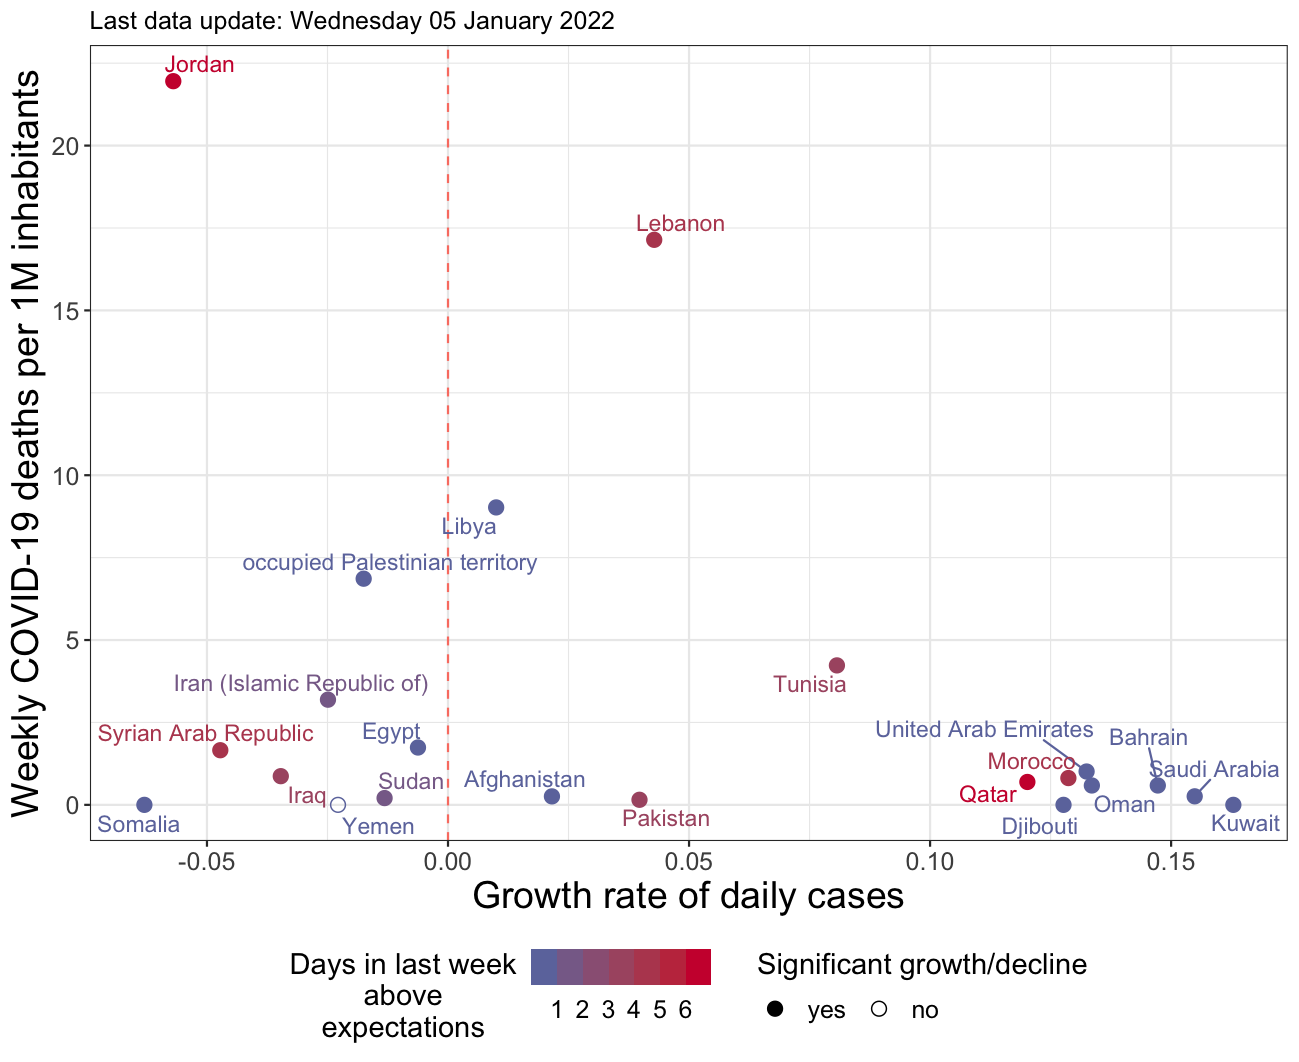 Last data update: Wednesday 05 January 2022
Weekly COVID-19 deaths per 1M inhabitants
20
15
10
5
0
Jordan
Lebanon
Libya
occupied Palestinian territory
Tunisia
Iran (Islamic Republic of)
Syrian Arab Republic
Egypt
United Arab Emirates
Bahrain
Morocco
Saudi Arabia
Sudan
Afghanistan
Iraq
Qatar
Oman
Somalia
Yemen
Pakistan
Djibouti
Kuwait
-0.05 0.00 0.05 0.10 0.15
Growth rate of daily cases
Days in last week
above
expectations
1 2 3 4 5 6
Significant growth/decline
yes no